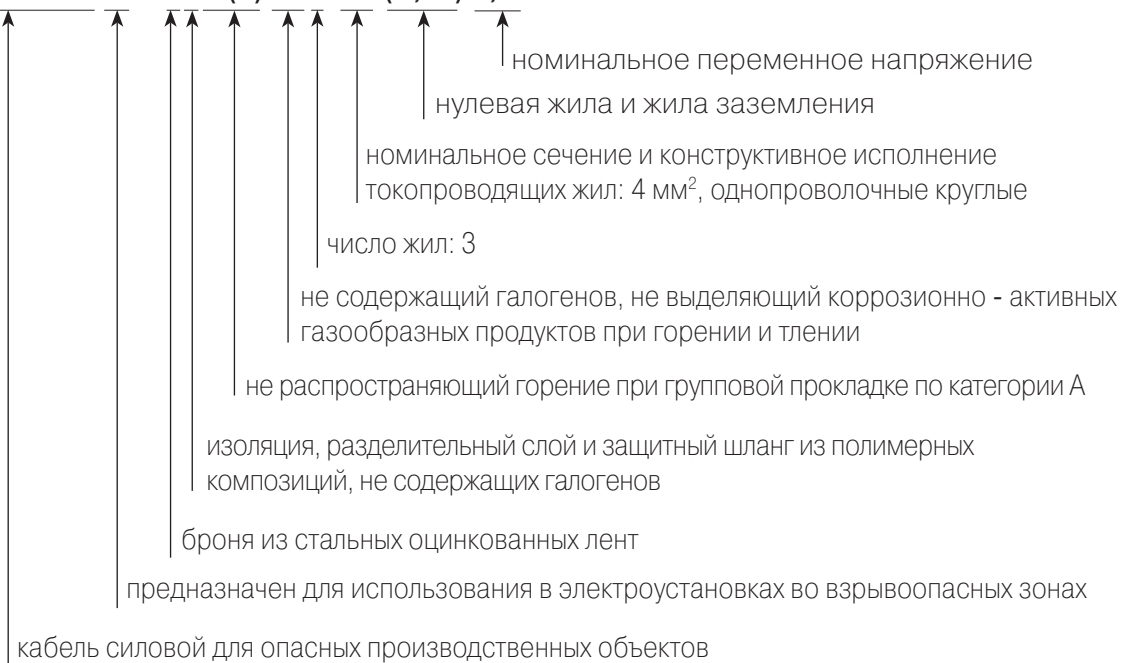 номинальное переменное напряжение
нулевая жила и жила заземления
номинальное сечение и конструктивное исполнение
токопроводящих жил: 4 мм², однопроволочные круглые
число жил: 3
не содержащий галогенов, не выделяющий коррозионно - активных
газообразных продуктов при горении и тлении
не распространяющий горение при групповой прокладке по категории А
изоляция, разделительный слой и защитный шланг из полимерных
композиций, не содержащих галогенов
броня из стальных оцинкованных лент
предназначен для использования в электроустановках во взрывоопасных зонах
кабель силовой для опасных производственных объектов